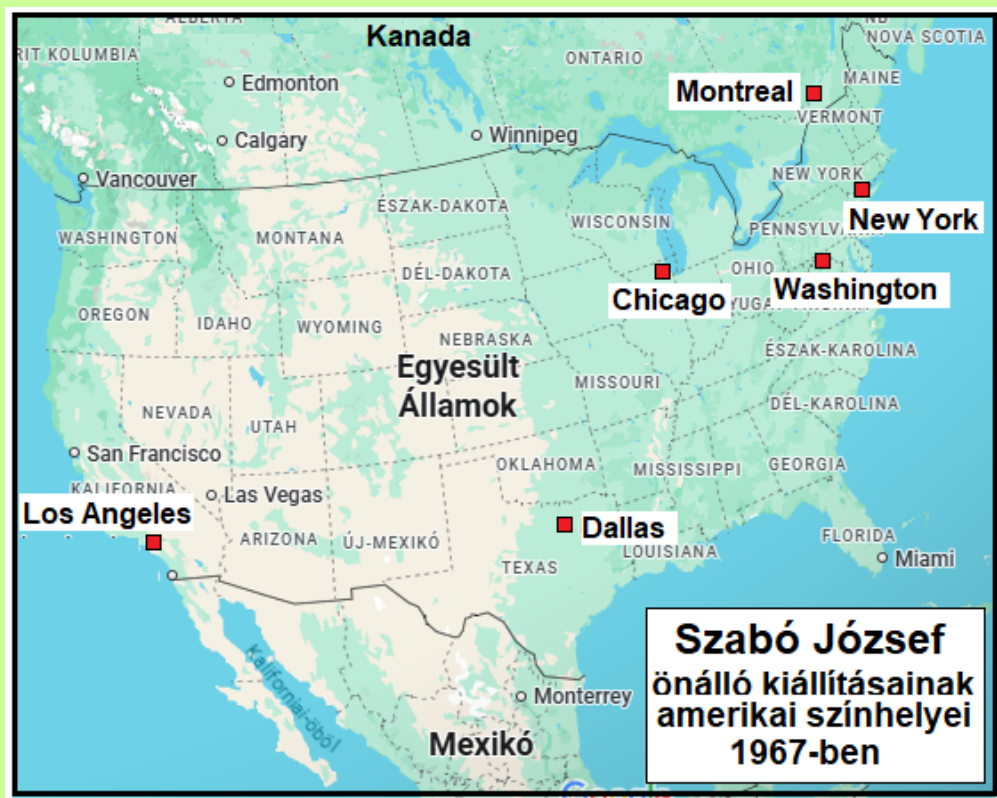 ALBERTA
Kanada
NB
NOVA SCOTIA
RIT KOLUMBIA
ONTARIO
Edmonton
MAINE
Montreal
VERMONT
Calgary
Winnipeg
Vancouver
NEW YORK
ÉSZAK-DAKOTA
New York
WASHINGTON
MONTANA
WISCONSIN
PENNSYLV
DÉL-DAKOTA
OHIO
Washington
Chicago
OREGON
IDAHO
WYOMING
NEBRASKA
ÉSZAK-KAROLINA
Egyesült
Államok
MISSOURI
DÉL-KAROLINA
NEVADA
UTAH
San Francisco
OKLAHOMA
MISSISSIPPI
GEORGIA
KALIFORNIA
Las Vegas
Los Angeles
Dallas
ARIZONA
ÚJ-MEXIKÓ
LOUISIANA
FLORIDA
Miami
TEXAS
Kaliforniai-öböl
Monterrey
Mexikó
Szabó József
önálló kiállításainak
amerikai színhelyei
1967-ben